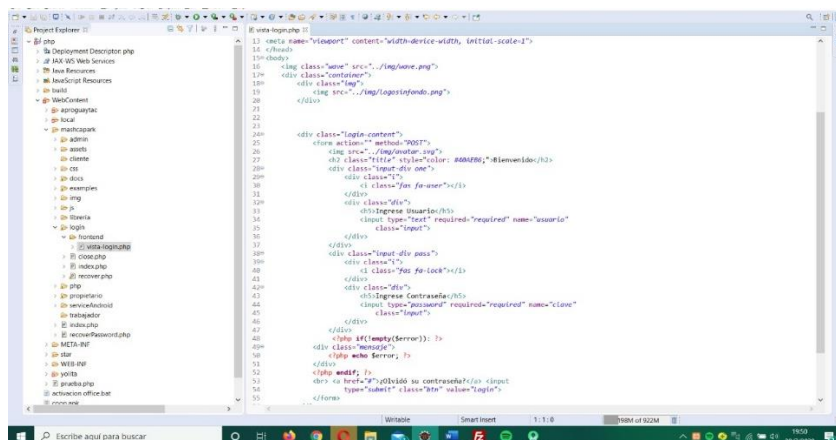 Project Explorer
vista-login.php
php
Deployment Descriptor: php
JAX-WS Web Services
Java Resources
JavaScript Resources
build
WebContent
aproguaytac
local
mashcapark
admin
assets
cliente
css
docs
examples
img
js
libreria
login
frontend
vista-login.php
close.php
index.php
recover.php
php
propietario
serviceAndroid
trabajador
index.php
recoverPassword.php
META-INF
star
WEB-INF
yolita
prueba.php
activacion office.bat
13 <meta name="viewport" content="width=device-width, initial-scale=1">
14 </head>
15 <body>
16 <img class="wave" src="../img/wave.png">
17 <div class="container">
18 <div class="img">
19 <img src="../img/logosinfondo.png">
20 </div>
21
22
23
24 <div class="login-content">
25 <form action="" method="POST">
26 <img src="../img/avatar.svg">
27 <h2 class="title" style="color: #40AEB6;">Bienvenido</h2>
28 <div class="input-div one">
29 <div class="i">
30 <i class="fas fa-user"></i>
31 </div>
32 <div class="div">
33 <h5>Ingrese Usuario</h5>
34 <input type="text" required="required" name="usuario"
35 class="input">
36 </div>
37 </div>
38 <div class="input-div pass">
39 <div class="i">
40 <i class="fas fa-lock"></i>
41 </div>
42 <div class="div">
43 <h5>Ingrese Contraseña</h5>
44 <input type="password" required="required" name="clave"
45 class="input">
46 </div>
47 </div>
48 <?php if(!empty($error)): ?>
49 <div class="mensaje">
50 <?php echo $error; ?>
51 </div>
52 <?php endif; ?>
53 <br> <a href="#">¿Olvidó su contraseña?</a> <input
54 type="submit" class="btn" value="Login">
55 </form>
Writable
Smart Insert
1 : 1 : 0
198M of 922M
Escribe aquí para buscar
19:50